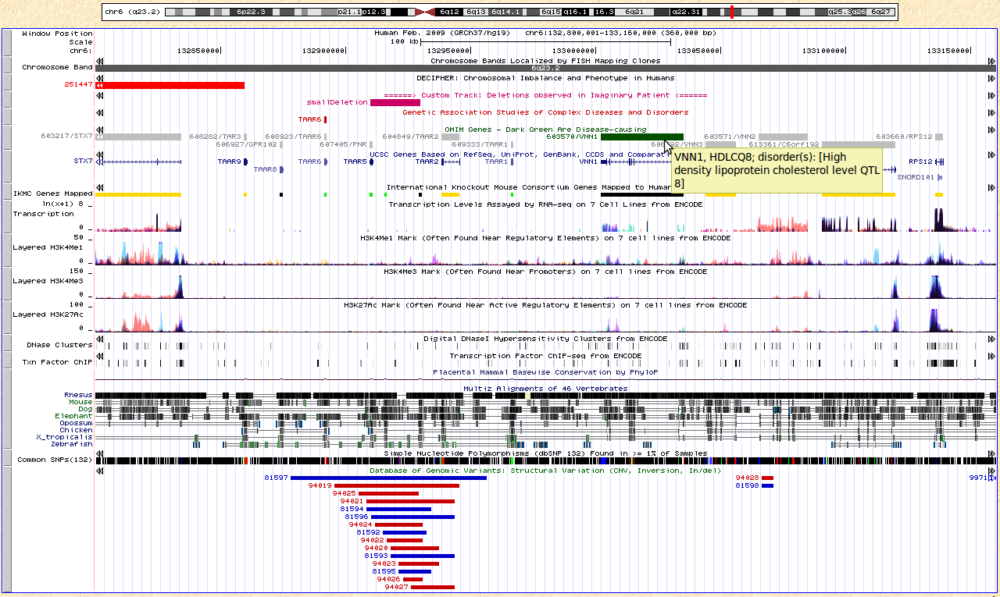 chr6 (q23.2) 6p22.3 p21.1 p12.3 6q12 6q13 6q14.1 6q15 q16.1 16.3 6q21 q22.31 q25.3 q26 6q27
Window Position Human Feb. 2009 (GRCh37/hg19) chr6:132,800,001-133,160,000 (360,000 bp)
Scale 100 kb
chr6: 132850000 132900000 132950000 133000000 133050000 133100000 133150000
Chromosome Bands Localized by FISH Mapping Clones
Chromosome Band 6q23.2
DECIPHER: Chromosomal Imbalance and Phenotype in Humans
251447
======> Custom Track: Deletions observed in Imaginary Patient <======
smallDeletion
Genetic Association Studies of Complex Diseases and Disorders
TAAR6
OMIM Genes - Dark Green Are Disease-causing
603217/STX7 608282/TAR3 608923/TAAR6 604849/TAAR2 603570/VNN1 603571/VNN2 603660/RPS12
606927/GPR102 607405/PNR 609333/TAAR1 613361/C6orf192
UCSC Genes Based on RefSeq, UniProt, GenBank, CCDS and Comparat
STX7 TAAR9 TAAR6 TAAR5 TAAR2 TAAR1 VNN1 RPS12
TAAR8 SNORD101
VNN1, HDLCQ8; disorder(s): [High
density lipoprotein cholesterol level QTL
8]
International Knockout Mouse Consortium Genes Mapped to Hum
IKMC Genes Mapped
Transcription Levels Assayed by RNA-seq on 7 Cell Lines from ENCODE
ln(x+1) 8 _
Transcription
0 _
H3K4Me1 Mark (Often Found Near Regulatory Elements) on 7 cell lines from ENCODE
50 _
Layered H3K4Me1
0 _
H3K4Me3 Mark (Often Found Near Promoters) on 7 cell lines from ENCODE
150 _
Layered H3K4Me3
0 _
H3K27Ac Mark (Often Found Near Active Regulatory Elements) on 7 cell lines from ENCODE
100 _
Layered H3K27Ac
0 _
Digital DNaseI Hypersensitivity Clusters from ENCODE
DNase Clusters
Transcription Factor ChIP-seq from ENCODE
Txn Factor ChIP
Placental Mammal Basewise Conservation by PhyloP
Multiz Alignments of 46 Vertebrates
Rhesus
Mouse
Dog
Elephant
Opossum
Chicken
X_tropicalis
Zebrafish
Simple Nucleotide Polymorphisms (dbSNP 132) Found in >= 1% of Samples
Common SNPs(132)
Database of Genomic Variants: Structural Variation (CNV, Inversion, In/del)
81597 94028 9971
94019 81598
94025
94021
81594
81596
94024
81592
94022
94020
81593
94023
81595
94026
94027